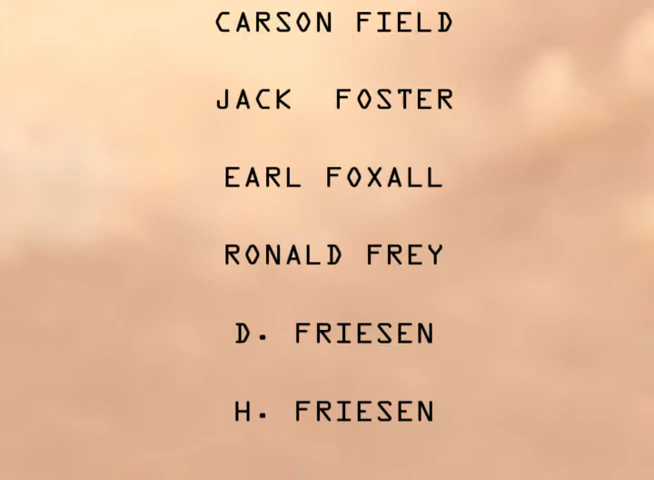 CARSON FIELD
JACK  FOSTER
EARL FOXALL
RONALD FREY
D. FRIESEN
H. FRIESEN